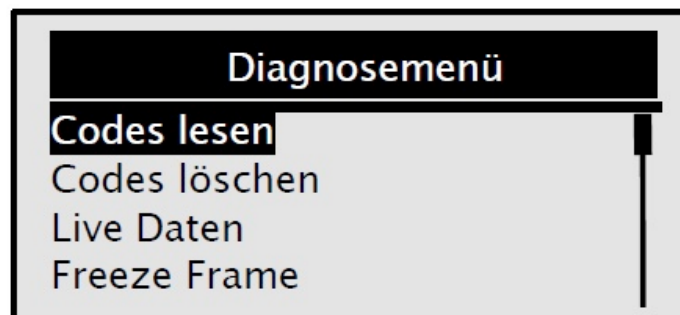 Diagnosemenü
Codes lesen
Codes löschen
Live Daten
Freeze Frame